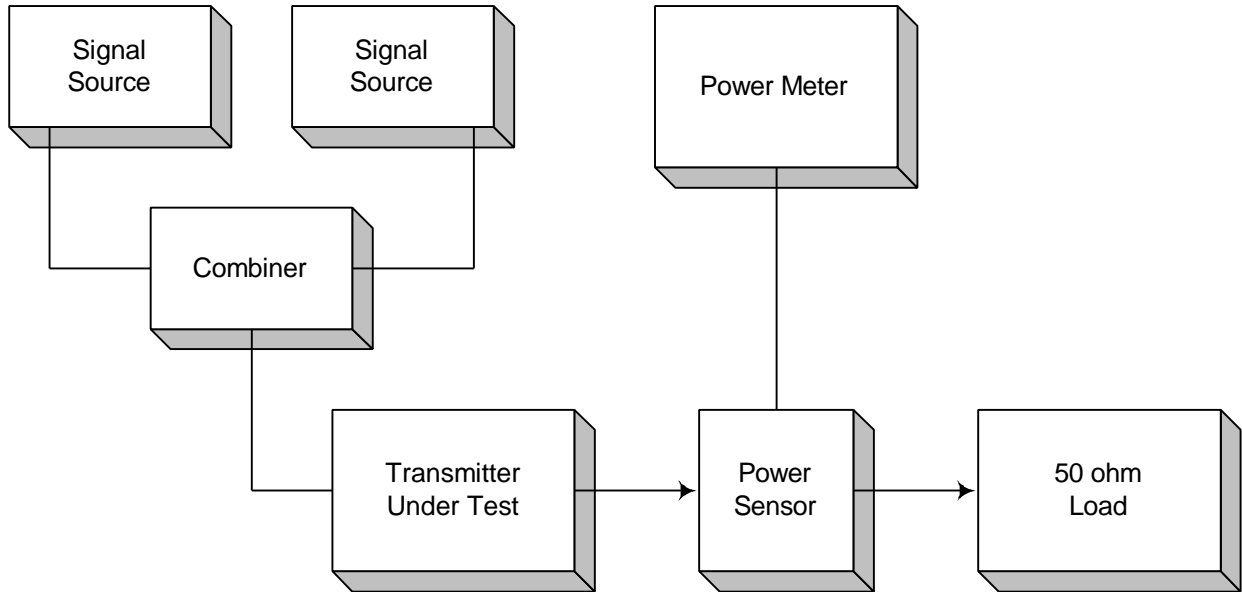 Signal
Source
Signal
Source
Power Meter
Combiner
Transmitter
Under Test
Power
Sensor
50 ohm
Load